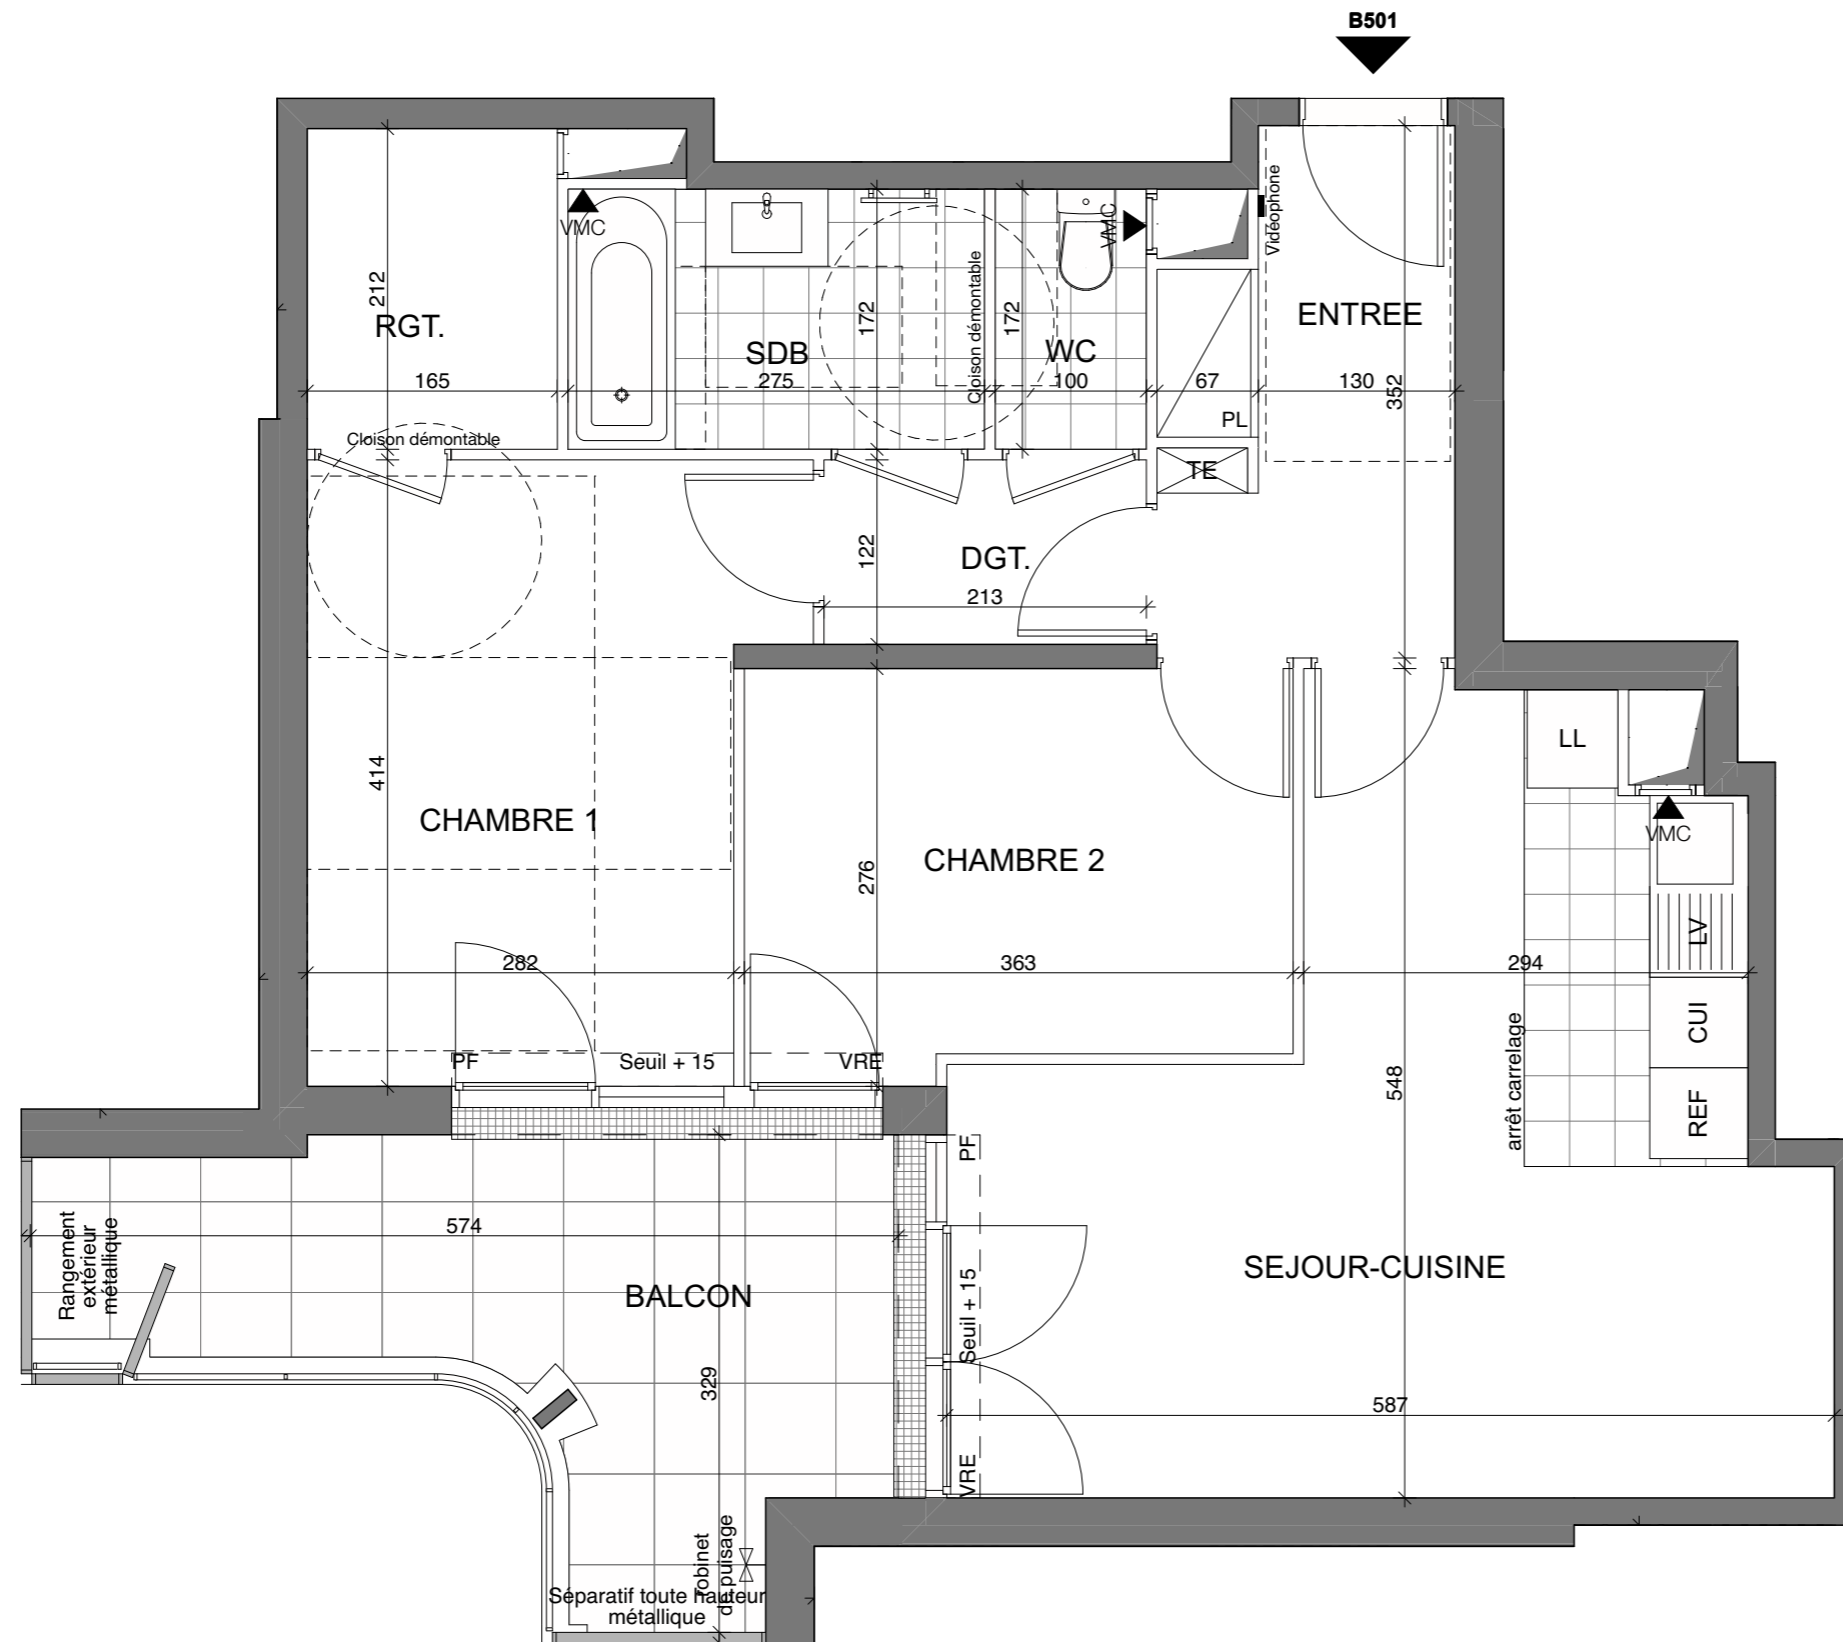 B501
Vidéophone
VMC
VMC
212
RGT.
172
Cloison démontable
172
ENTREE
SDB
WC
165
275
100
67
130
352
PL
Cloison démontable
TE
122
DGT.
213
LL
414
CHAMBRE 1
276
CHAMBRE 2
VMC
LV
282
363
294
CUI
arrêt carrelage
REF
PF
Seuil + 15
VRE
548
PF
574
Rangement
extérieur
métallique
BALCON
SEJOUR-CUISINE
Seuil + 15
329
587
VRE
robinet
de puisage
Séparatif toute hauteur
métallique